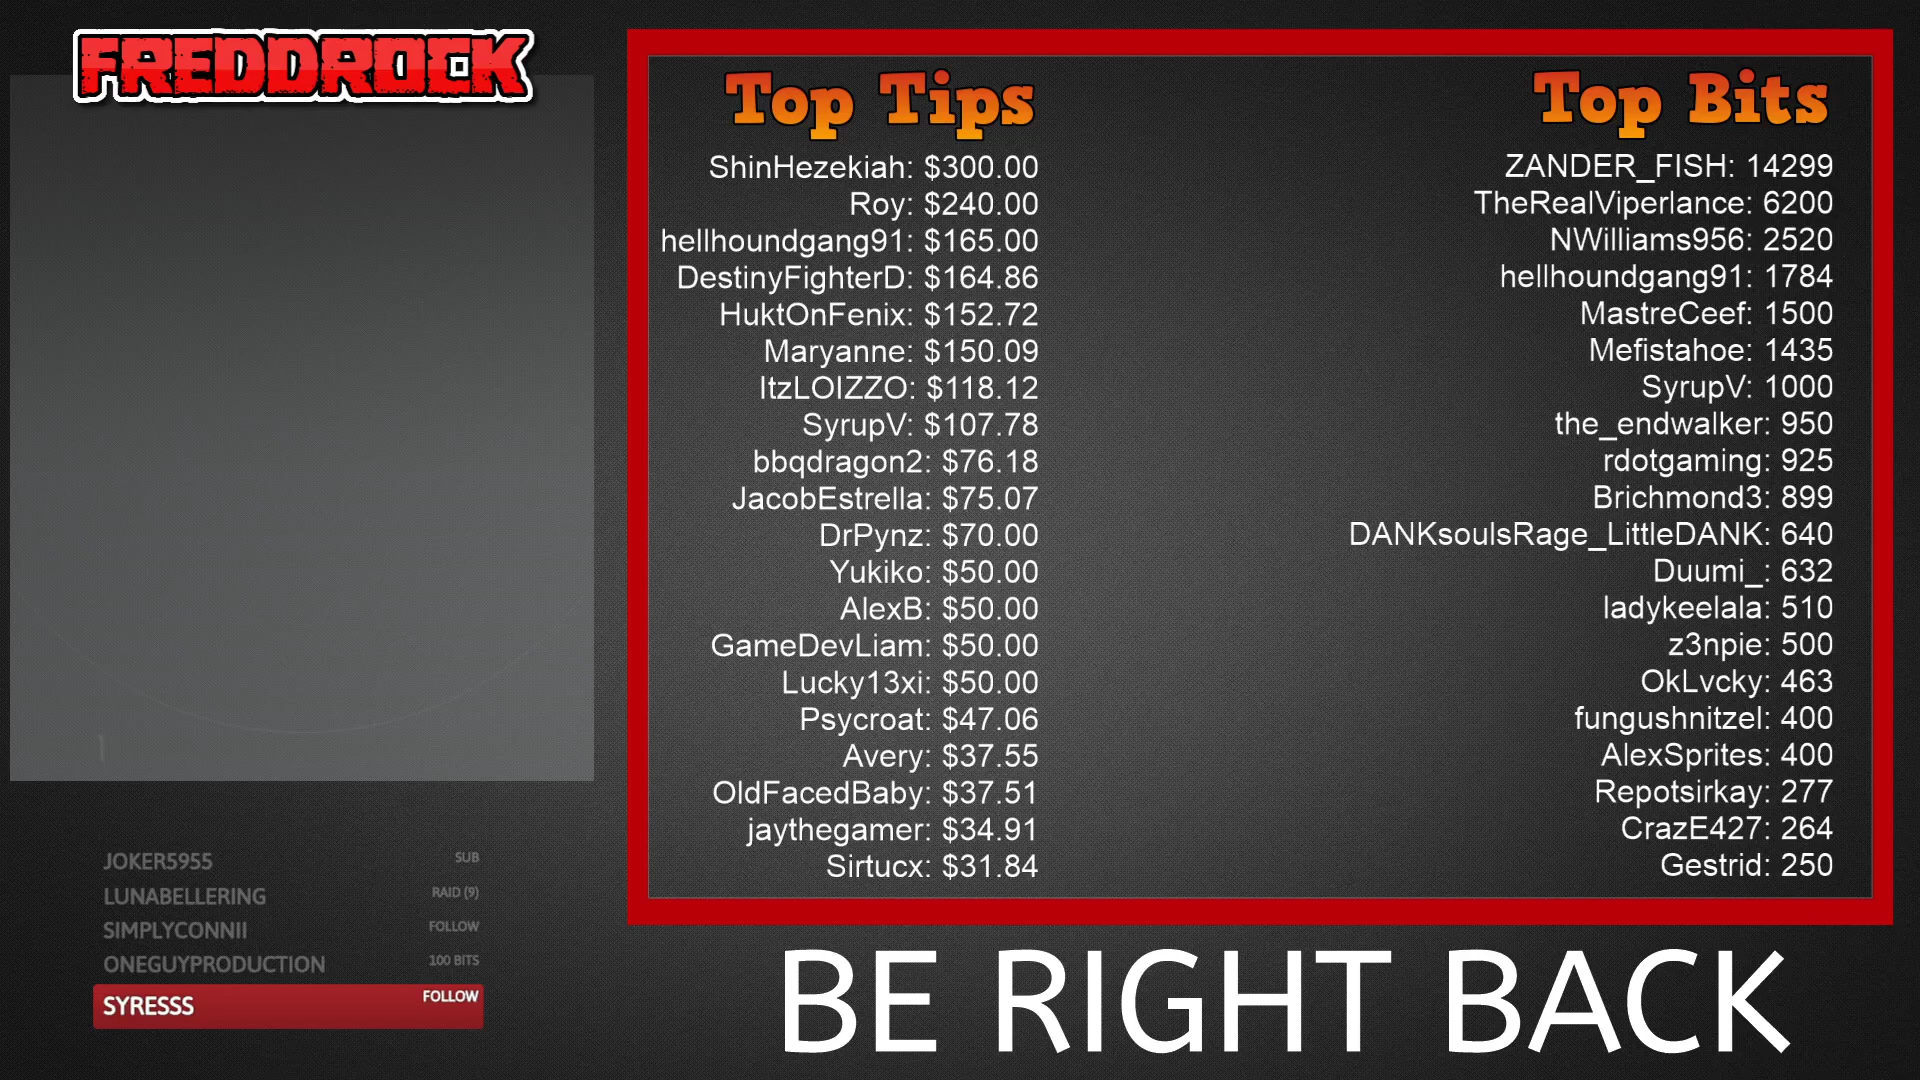 FREDDROCK
Top Tips
ShinHezekiah: $300.00
Roy: $240.00
hellhoundgang91: $165.00
DestinyFighterD: $164.86
HuktOnFenix: $152.72
Maryanne: $150.09
ItzLOIZZO: $118.12
SyrupV: $107.78
bbqdragon2: $76.18
JacobEstrella: $75.07
DrPynz: $70.00
Yukiko: $50.00
AlexB: $50.00
GameDevLiam: $50.00
Lucky13xi: $50.00
Psycroat: $47.06
Avery: $37.55
OldFacedBaby: $37.51
jaythegamer: $34.91
Sirtucx: $31.84
Top Bits
ZANDER_FISH: 14299
TheRealViperlance: 6200
NWilliams956: 2520
hellhoundgang91: 1784
MastreCeef: 1500
Mefistahoe: 1435
SyrupV: 1000
the_endwalker: 950
rdotgaming: 925
Brichmond3: 899
DANKsoulsRage_LittleDANK: 640
Duumi_: 632
ladykeelala: 510
z3npie: 500
OkLvcky: 463
fungushnitzel: 400
AlexSprites: 400
Repotsirkay: 277
CrazE427: 264
Gestrid: 250
JOKER5955 SUB
LUNABELLERING RAID (9)
SIMPLYCONNII FOLLOW
ONEGUYPRODUCTION 100 BITS
SYRESSS FOLLOW
BE RIGHT BACK